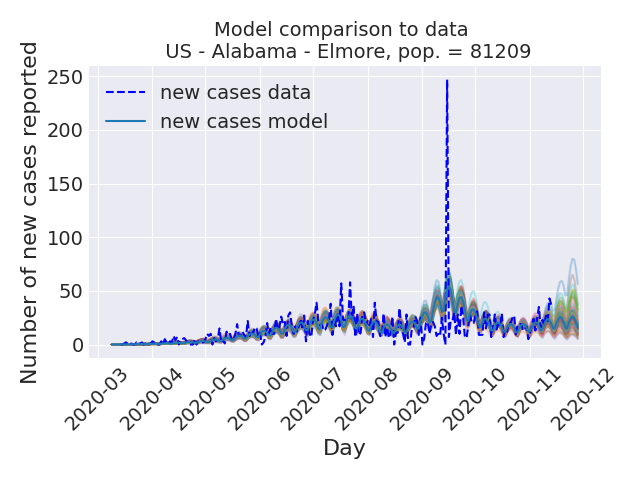 Model comparison to data
US - Alabama - Elmore, pop. = 81209
Number of new cases reported
250
200
150
100
50
0
new cases data
new cases model
2020-03
2020-04
2020-05
2020-06
2020-07
2020-08
2020-09
2020-10
2020-11
2020-12
Day